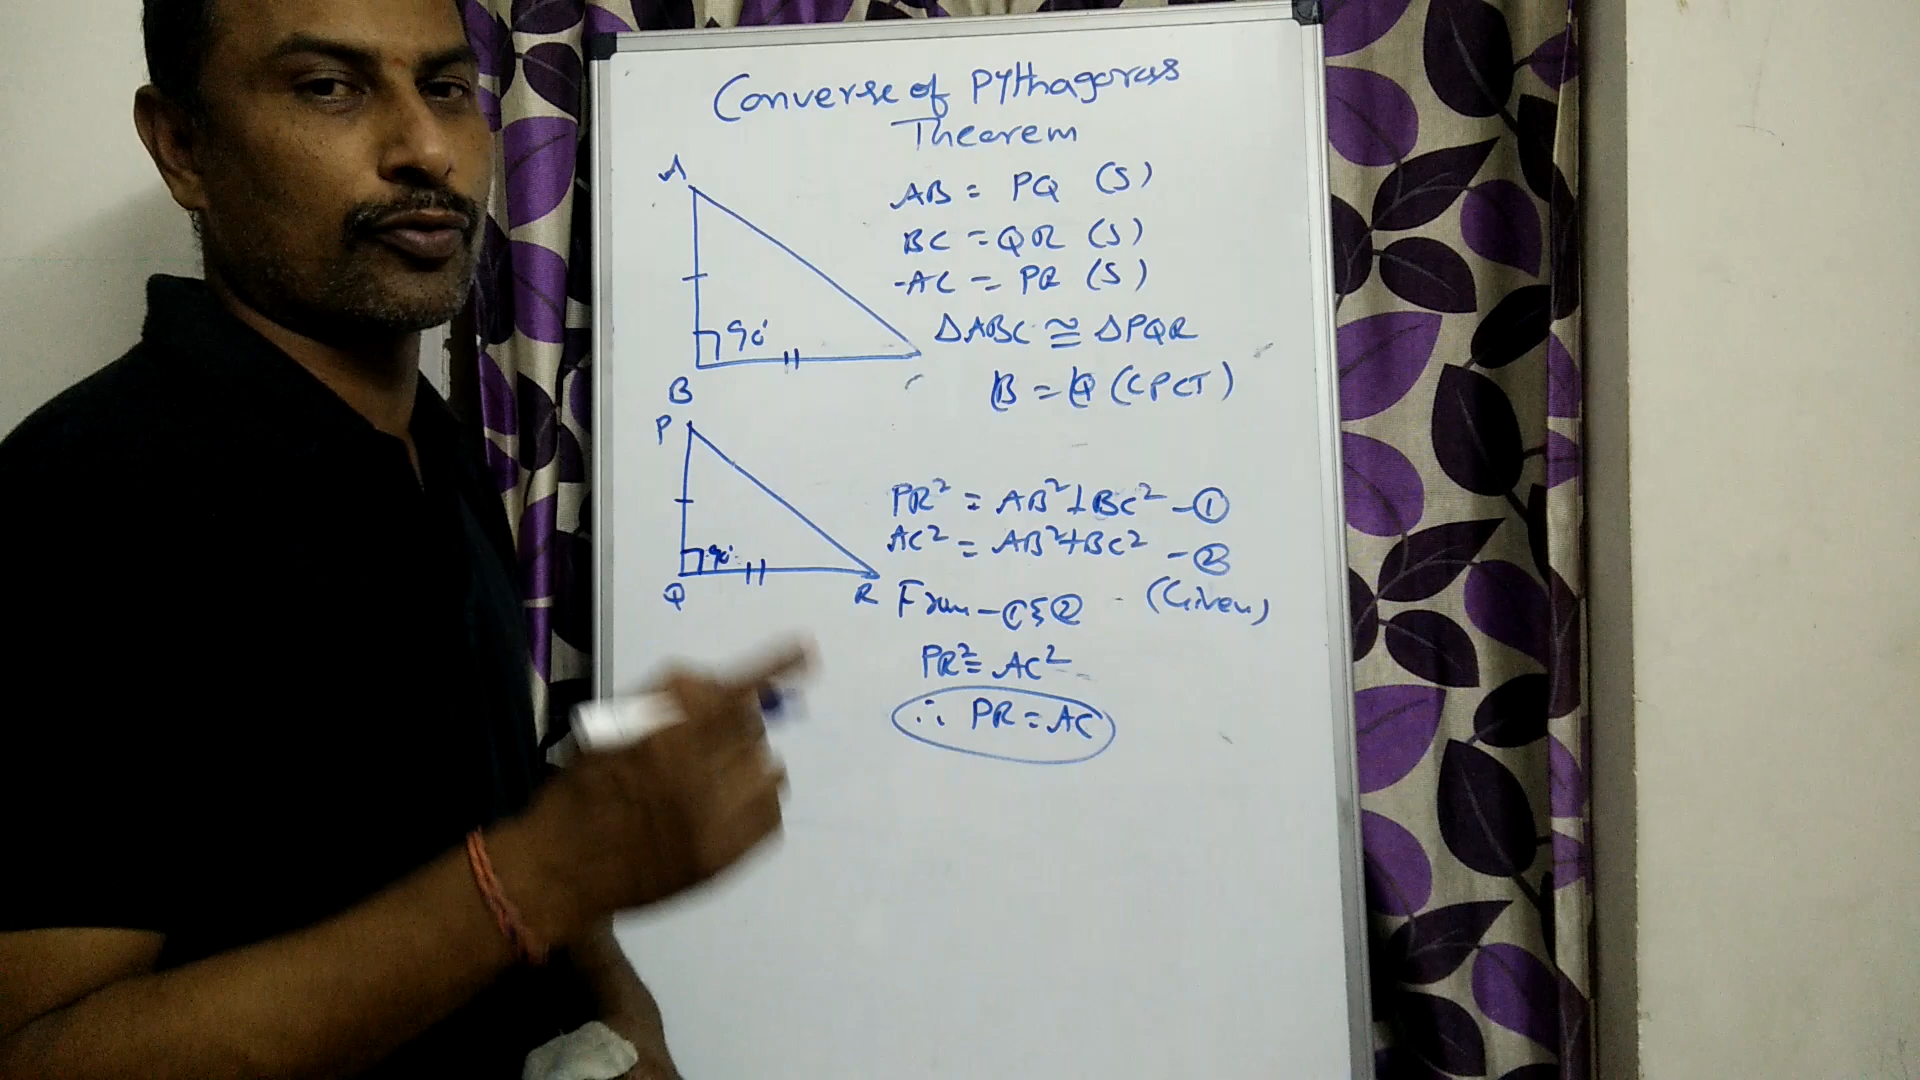 Converse of Pythagoras
Theorem
A
AB = PQ (S)
BC = QR (S)
AC = PR (S)
90°
ΔABC ≅ ΔPQR
B
∠B = ∠Q (CPCT)
P
PR² = AB² + BC² - ①
AC² = AB² + BC² - ②
90°
Q
R
From - ① & ② (Given)
PR² = AC²
∴ PR = AC